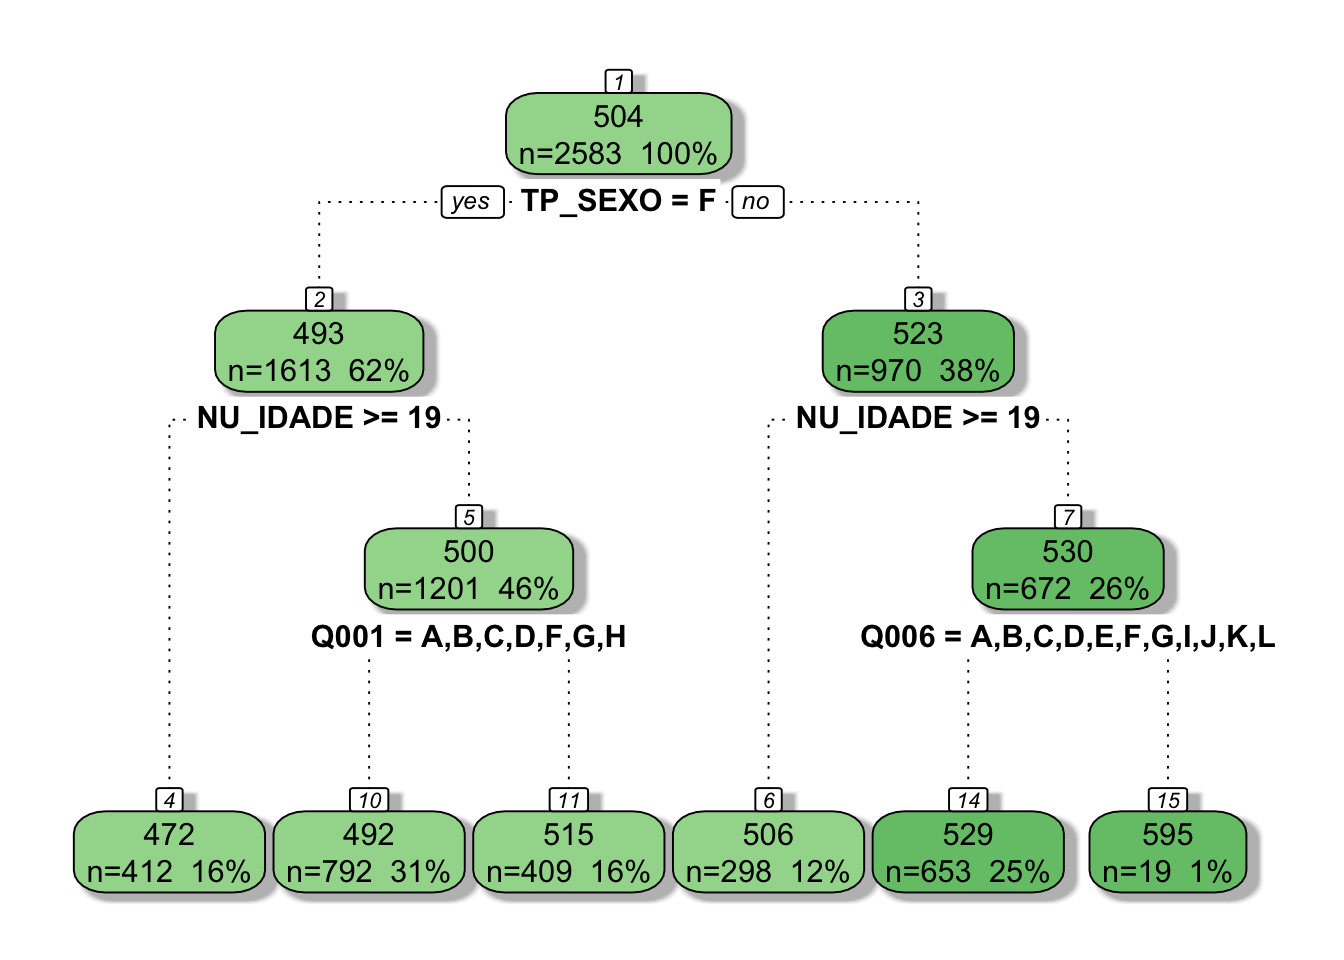 1
504
n=2583 100%
yes TP_SEXO = F no
2
493
n=1613 62%
3
523
n=970 38%
NU_IDADE >= 19
NU_IDADE >= 19
5
500
n=1201 46%
7
530
n=672 26%
Q001 = A,B,C,D,F,G,H
Q006 = A,B,C,D,E,F,G,I,J,K,L
4
472
n=412 16%
10
492
n=792 31%
11
515
n=409 16%
6
506
n=298 12%
14
529
n=653 25%
15
595
n=19 1%